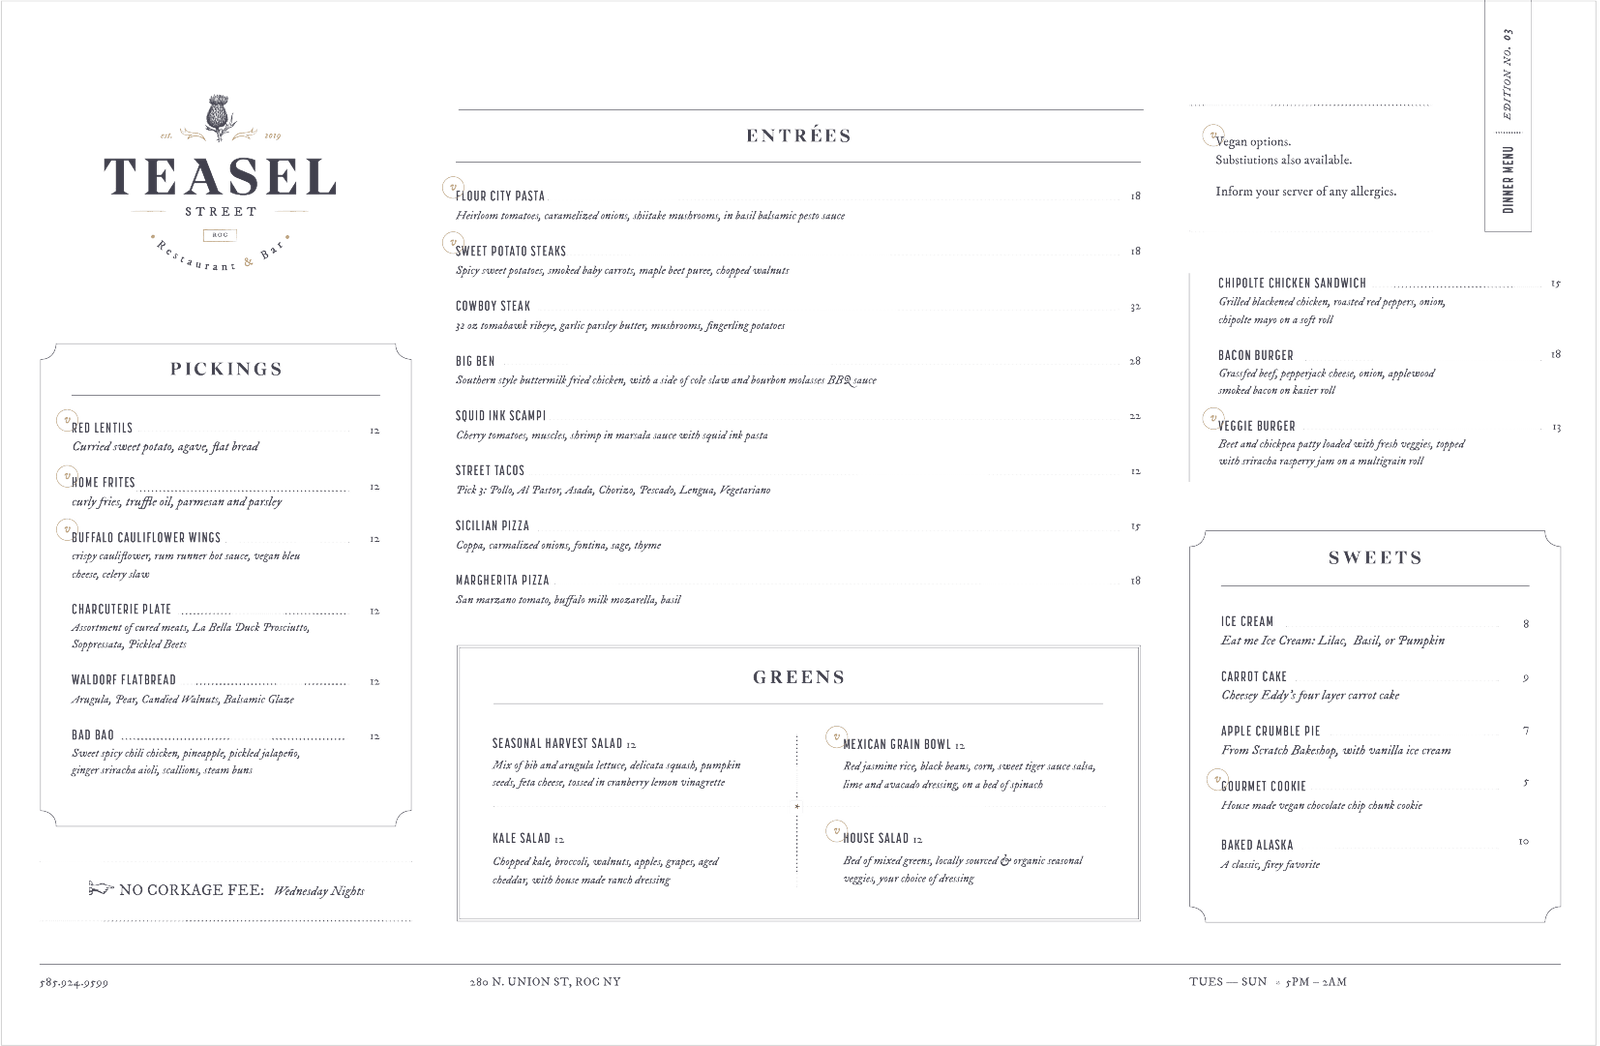 est. 2019
TEASEL
STREET
ROC
Restaurant & Bar
PICKINGS
v
RED LENTILS 12
Curried sweet potato, agave, flat bread
v
HOME FRITES 12
curly fries, truffle oil, parmesan and parsley
v
BUFFALO CAULIFLOWER WINGS 12
crispy cauliflower, rum runner hot sauce, vegan bleu
cheese, celery slaw
CHARCUTERIE PLATE 12
Assortment of cured meats, La Bella Duck Prosciutto,
Soppressata, Pickled Beets
WALDORF FLATBREAD 12
Arugula, Pear, Candied Walnuts, Balsamic Glaze
BAD BAO 12
Sweet spicy chili chicken, pineapple, pickled jalapeño,
ginger sriracha aioli, scallions, steam buns
NO CORKAGE FEE: Wednesday Nights
ENTRÉES
v
FLOUR CITY PASTA 18
Heirloom tomatoes, caramelized onions, shiitake mushrooms, in basil balsamic pesto sauce
v
SWEET POTATO STEAKS 18
Spicy sweet potatoes, smoked baby carrots, maple beet puree, chopped walnuts
COWBOY STEAK 32
32 oz tomahawk ribeye, garlic parsley butter, mushrooms, fingerling potatoes
BIG BEN 28
Southern style buttermilk fried chicken, with a side of cole slaw and bourbon molasses BBQ sauce
SQUID INK SCAMPI 22
Cherry tomatoes, muscles, shrimp in marsala sauce with squid ink pasta
STREET TACOS 12
Pick 3: Pollo, Al Pastor, Asada, Chorizo, Pescado, Lengua, Vegetariano
SICILIAN PIZZA 15
Coppa, carmalized onions, fontina, sage, thyme
MARGHERITA PIZZA 18
San marzano tomato, buffalo milk mozarella, basil
GREENS
SEASONAL HARVEST SALAD 12
Mix of bib and arugula lettuce, delicata squash, pumpkin
seeds, feta cheese, tossed in cranberry lemon vinagrette
KALE SALAD 12
Chopped kale, broccoli, walnuts, apples, grapes, aged
cheddar, with house made ranch dressing
v
MEXICAN GRAIN BOWL 12
Red jasmine rice, black beans, corn, sweet tiger sauce salsa,
lime and avacado dressing, on a bed of spinach
v
HOUSE SALAD 12
Bed of mixed greens, locally sourced & organic seasonal
veggies, your choice of dressing
DINNER MENU EDITION NO. 03
v
Vegan options.
Substiutions also available.
Inform your server of any allergies.
CHIPOLTE CHICKEN SANDWICH 15
Grilled blackened chicken, roasted red peppers, onion,
chipolte mayo on a soft roll
BACON BURGER 18
Grassfed beef, pepperjack cheese, onion, applewood
smoked bacon on kasier roll
v
VEGGIE BURGER 13
Beet and chickpea patty loaded with fresh veggies, topped
with sriracha rasperry jam on a multigrain roll
SWEETS
ICE CREAM 8
Eat me Ice Cream: Lilac, Basil, or Pumpkin
CARROT CAKE 9
Cheesey Eddy's four layer carrot cake
APPLE CRUMBLE PIE 7
From Scratch Bakeshop, with vanilla ice cream
v
GOURMET COOKIE 5
House made vegan chocolate chip chunk cookie
BAKED ALASKA 10
A classic, firey favorite
585.924.9599
280 N. UNION ST, ROC NY
TUES — SUN 5PM – 2AM